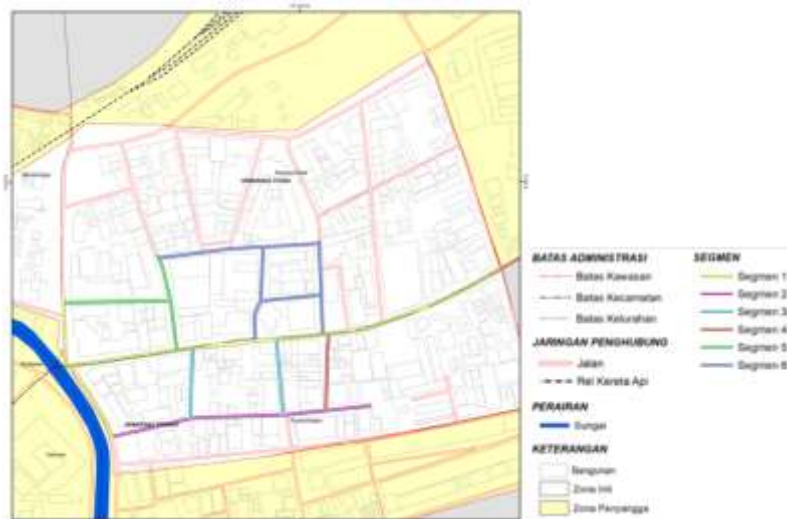 BATAS ADMINISTRASI
Batas Kawasan
Batas Kecamatan
Batas Kelurahan
JARINGAN PENGHUBUNG
Jalan
Rel Kereta Api
PERAIRAN
Sungai
KETERANGAN
Bangunan
Zona Inti
Zona Penyangga
SEGMEN
Segmen 1
Segmen 2
Segmen 3
Segmen 4
Segmen 5
Segmen 6